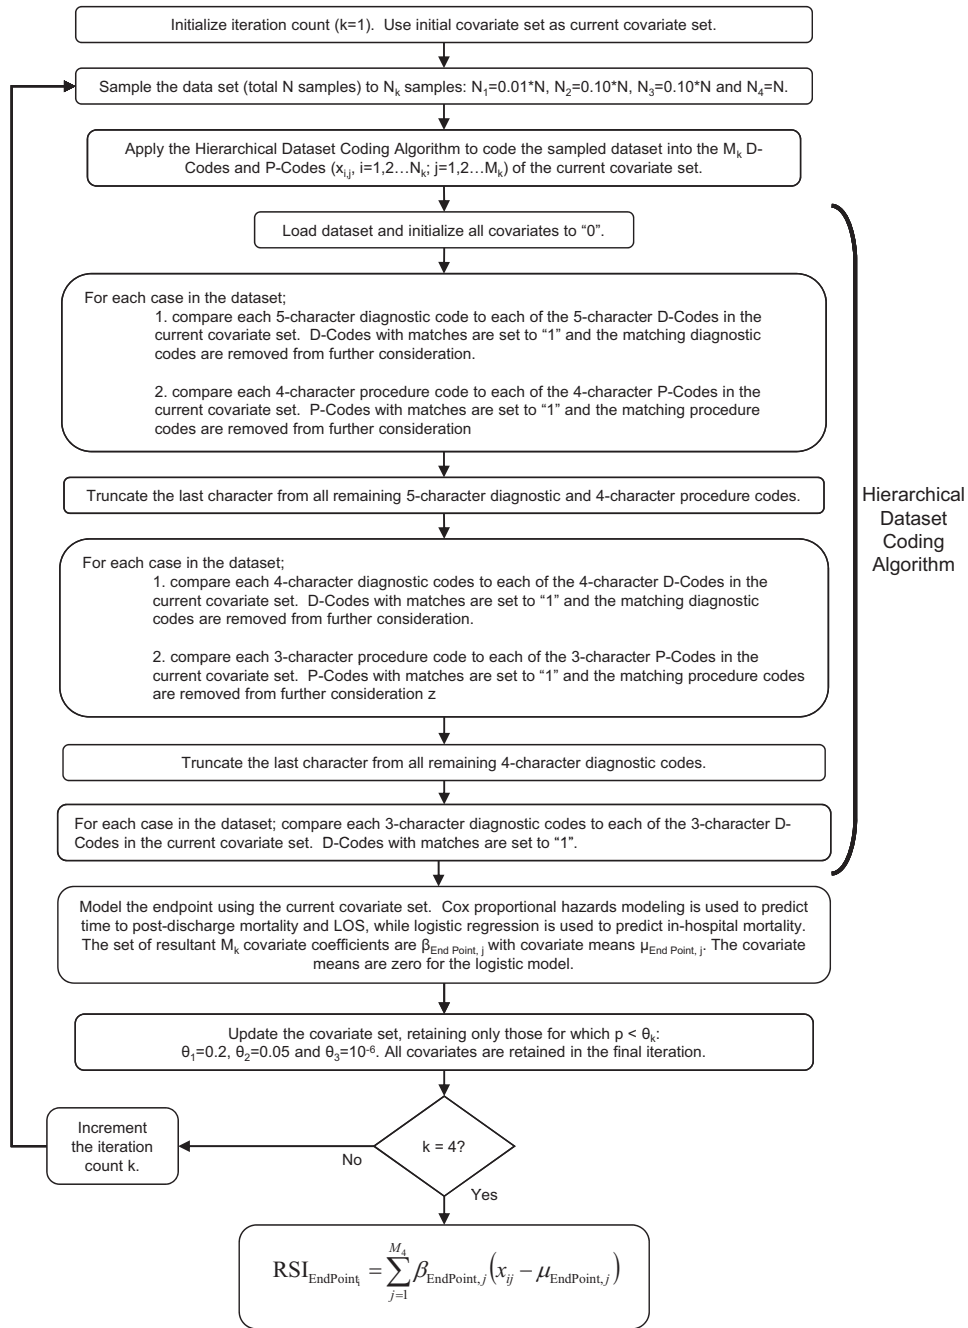 Initialize iteration count (k=1).  Use initial covariate set as current covariate set.
Sample the data set (total N samples) to Nₖ samples: N₁=0.01*N, N₂=0.10*N, N₃=0.10*N and N₄=N.
Apply the Hierarchical Dataset Coding Algorithm to code the sampled dataset into the Mₖ D-
Codes and P-Codes (xᵢ,ⱼ, i=1,2…Nₖ; j=1,2…Mₖ) of the current covariate set.
Load dataset and initialize all covariates to “0”.
For each case in the dataset;
1. compare each 5-character diagnostic code to each of the 5-character D-Codes in the
current covariate set.  D-Codes with matches are set to “1” and the matching diagnostic
codes are removed from further consideration.
2. compare each 4-character procedure code to each of the 4-character P-Codes in the
current covariate set.  P-Codes with matches are set to “1” and the matching procedure
codes are removed from further consideration
Truncate the last character from all remaining 5-character diagnostic and 4-character procedure codes.
Hierarchical
Dataset
Coding
Algorithm
For each case in the dataset;
1. compare each 4-character diagnostic codes to each of the 4-character D-Codes in the
current covariate set.  D-Codes with matches are set to “1” and the matching diagnostic
codes are removed from further consideration.
2. compare each 3-character procedure code to each of the 3-character P-Codes in the
current covariate set.  P-Codes with matches are set to “1” and the matching procedure codes
are removed from further consideration z
Truncate the last character from all remaining 4-character diagnostic codes.
For each case in the dataset; compare each 3-character diagnostic codes to each of the 3-character D-
Codes in the current covariate set.  D-Codes with matches are set to “1”.
Model the endpoint using the current covariate set.  Cox proportional hazards modeling is used to predict
time to post-discharge mortality and LOS, while logistic regression is used to predict in-hospital mortality.
The set of resultant Mₖ covariate coefficients are β_End Point, j with covariate means μ_End Point, j. The covariate
means are zero for the logistic model.
Update the covariate set, retaining only those for which p < θₖ:
θ₁=0.2, θ₂=0.05 and θ₃=10⁻⁶. All covariates are retained in the final iteration.
Increment
the iteration
count k.
k = 4?
No
Yes
RSI_EndPointᵢ = ∑_{j=1}^{M₄} β_EndPoint,j (x_ij − μ_EndPoint,j)